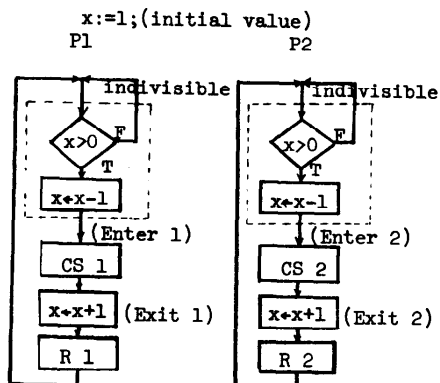 x:=1;(initial value)
P1 P2
indivisible indivisible
x>0 F x>0 F
T T
x←x-1 x←x-1
(Enter 1) (Enter 2)
CS 1 CS 2
x←x+1 (Exit 1) x←x+1 (Exit 2)
R 1 R 2